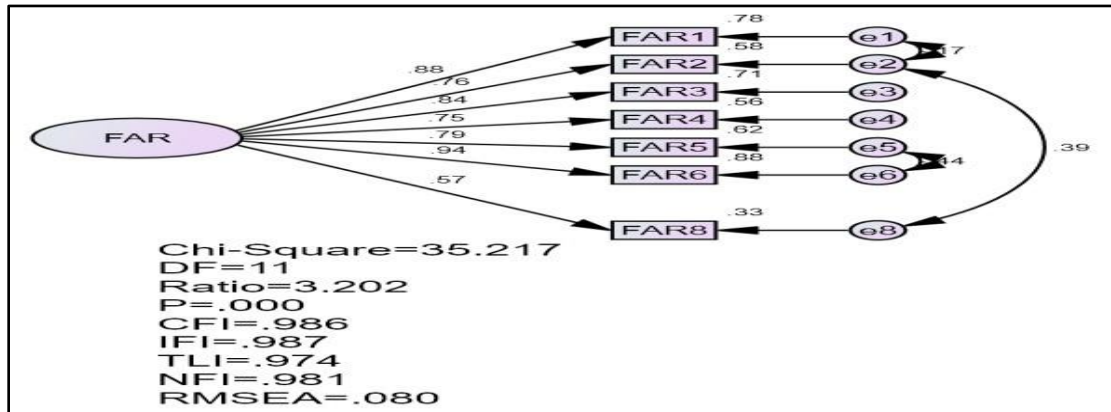 .78
FAR1 e1
.88 .58 .17
FAR2 e2
.76 .71
FAR3 e3
.84 .56
FAR4 e4
.75 .62
FAR FAR5 e5
.79 .88 .39
.94 FAR6 e6
.57
.33
FAR8 e8
Chi-Square=35.217
DF=11
Ratio=3.202
P=.000
CFI=.986
IFI=.987
TLI=.974
NFI=.981
RMSEA=.080